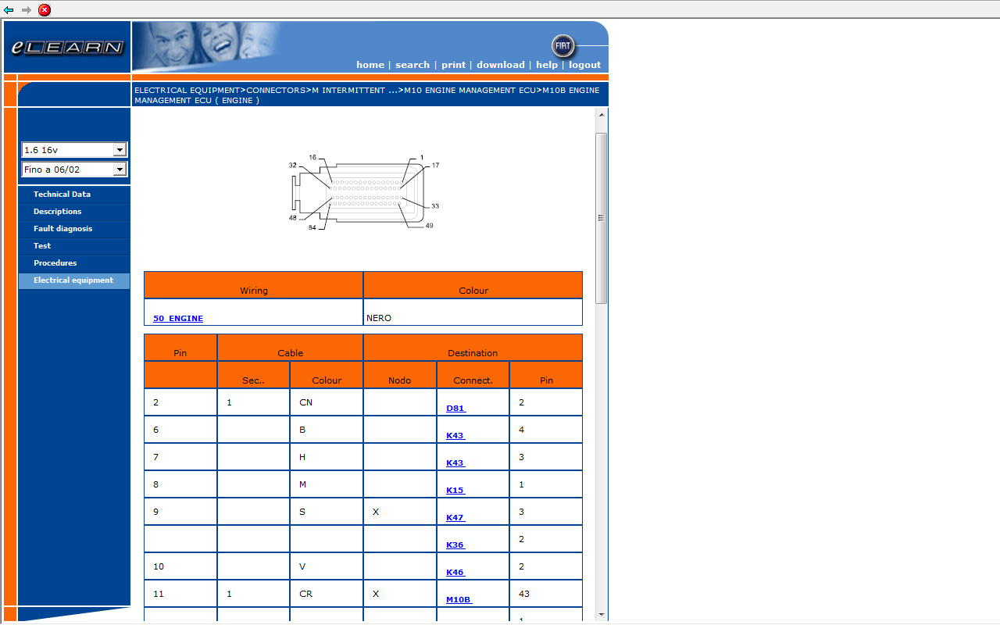 eLEARN
FIAT
home | search | print | download | help | logout
ELECTRICAL EQUIPMENT>CONNECTORS>M INTERMITTENT ...>M10 ENGINE MANAGEMENT ECU>M10B ENGINE
MANAGEMENT ECU ( ENGINE )
1.6 16v
Fino a 06/02
Technical Data
Descriptions
Fault diagnosis
Test
Procedures
Electrical equipment
16 1
32 17
48 33
64 49
Wiring Colour
50 ENGINE NERO
Pin Cable Destination
Sec.. Colour Nodo Connect. Pin
2 1 CN D81 2
6 B K43 4
7 H K43 3
8 M K15 1
9 S X K47 3
K36 2
10 V K46 2
11 1 CR X M10B 43
1